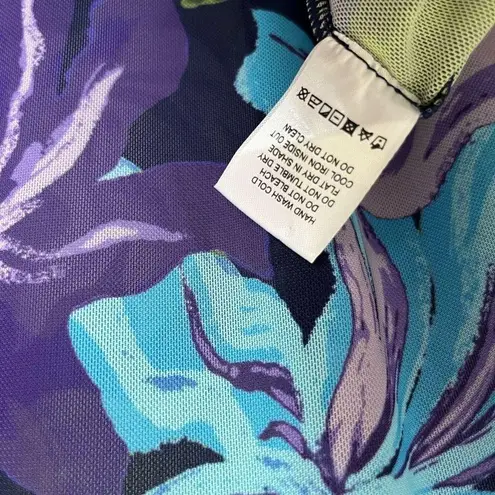 HAND WASH COLD
DO NOT BLEACH
DO NOT TUMBLE DRY
FLAT DRY IN SHADE
COOL IRON INSIDE OUT
DO NOT DRY CLEAN